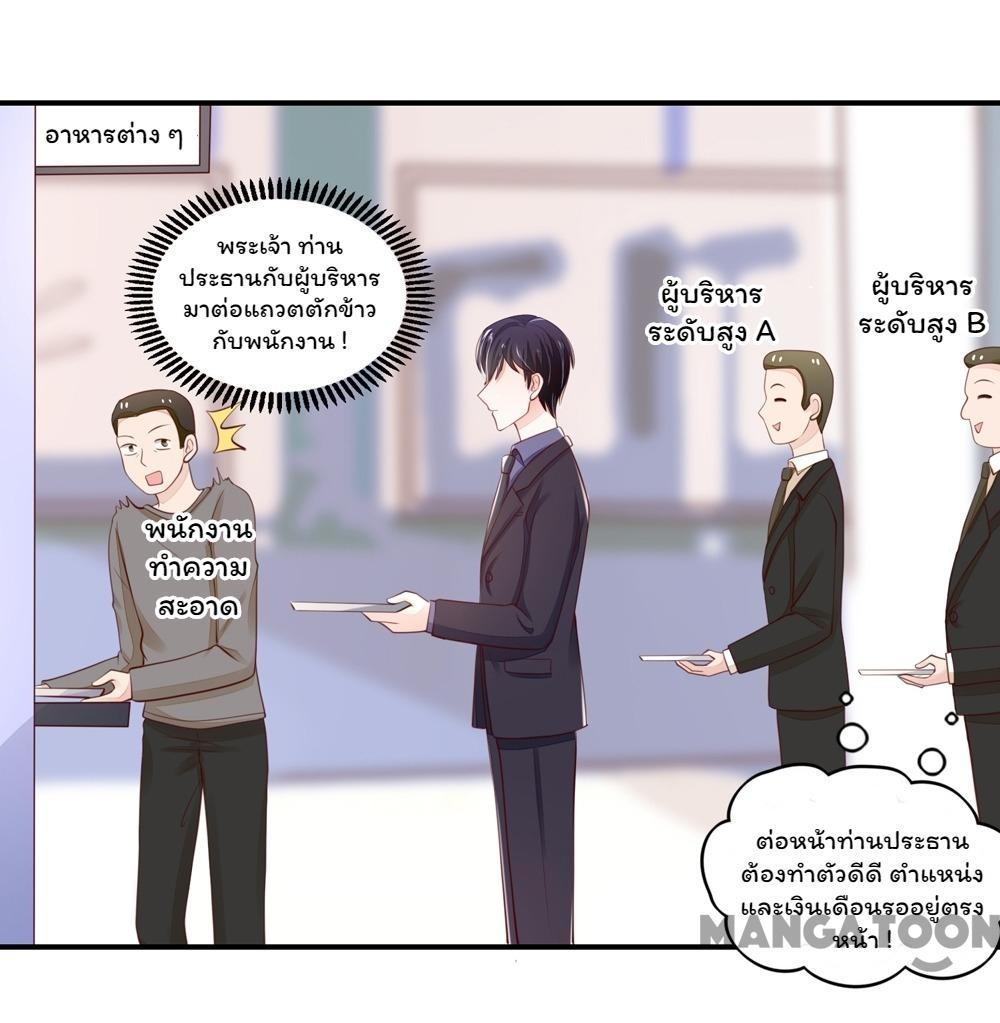 อาหารต่าง ๆ
พระเจ้า ท่าน
ประธานกับผู้บริหาร
มาต่อแถวตตักข้าว
กับพนักงาน !
ผู้บริหาร
ระดับสูง A
ผู้บริหาร
ระดับสูง B
พนักงาน
ทำความ
สะอาด
ต่อหน้าท่านประธาน
ต้องทำตัวดีดี ตำแหน่ง
และเงินเดือนรออยู่ตรง
หน้า !
MANGATOON